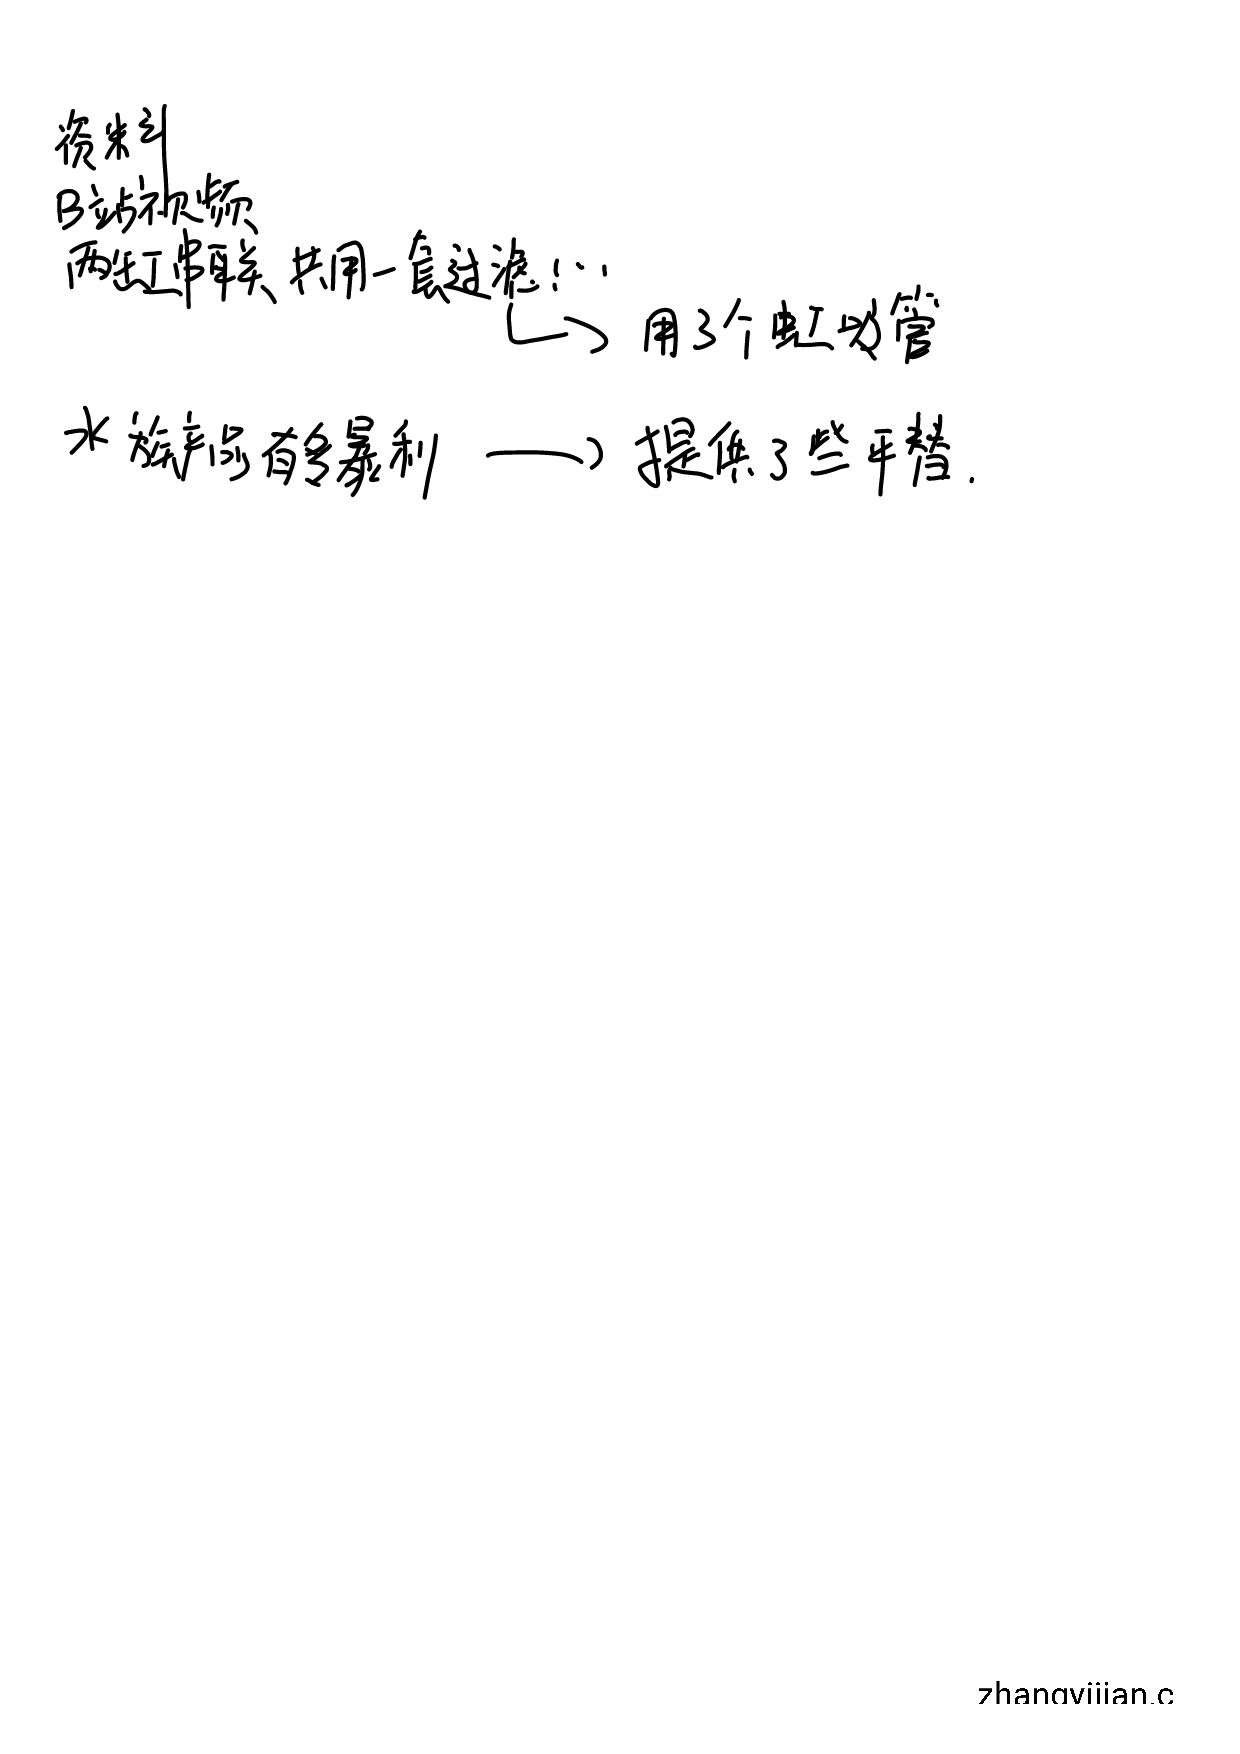 资料
B站视频
两缸串联 共用一套过滤!...
用3个虹吸管
水族产品有多暴利 → 提供了些平替.
zhangyijian.c